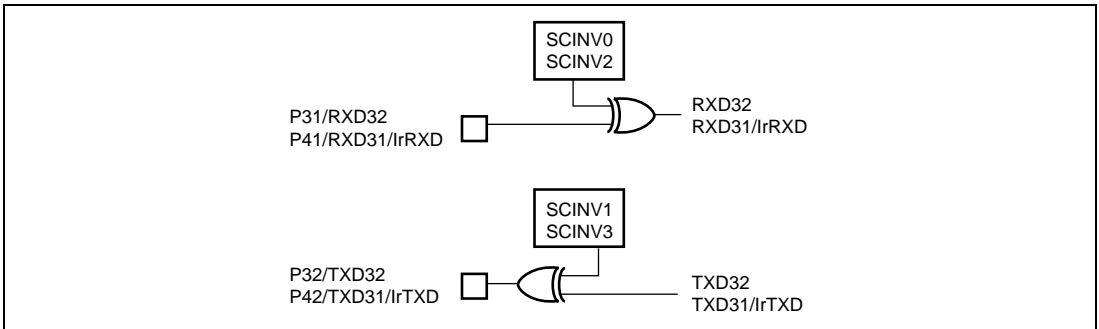 SCINV0
SCINV2
P31/RXD32
P41/RXD31/IrRXD
RXD32
RXD31/IrRXD
SCINV1
SCINV3
P32/TXD32
P42/TXD31/IrTXD
TXD32
TXD31/IrTXD